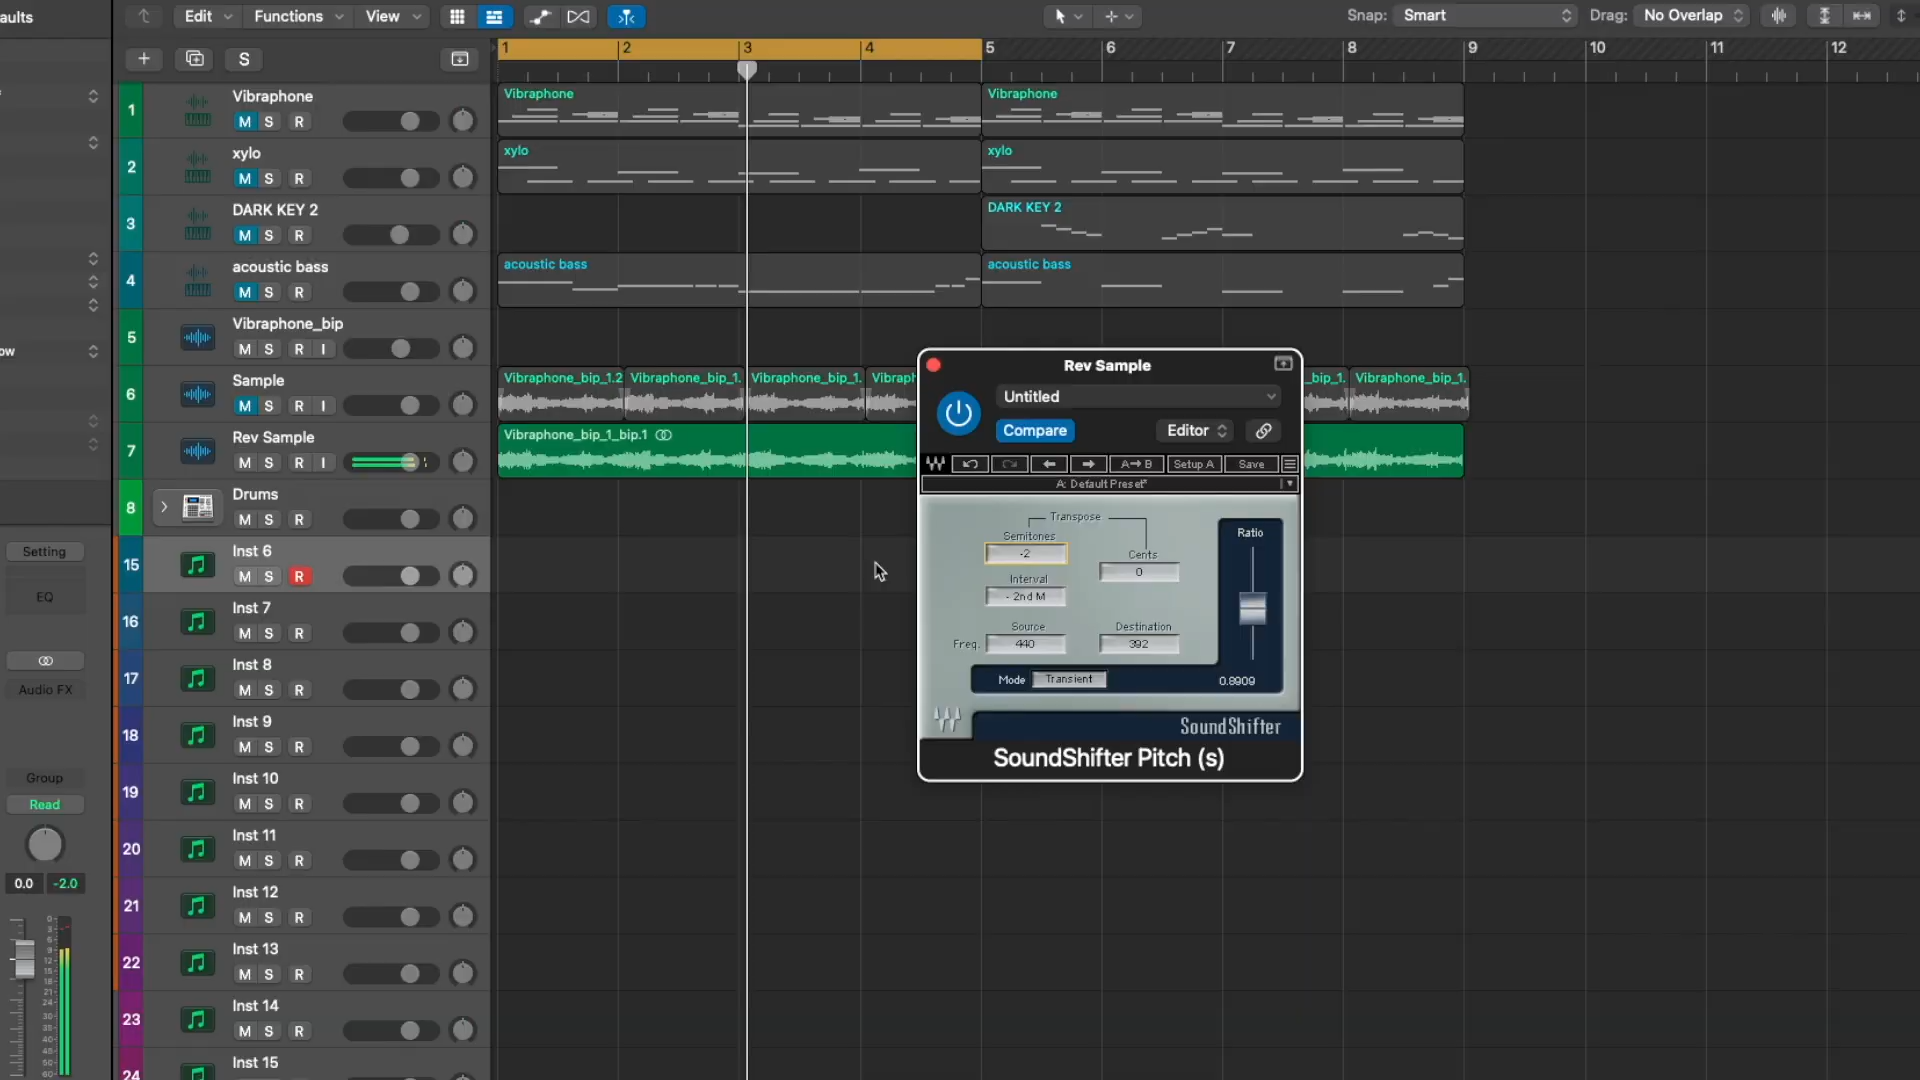 aults
Edit
Functions
View
Snap: Smart
Drag: No Overlap
S
1 2 3 4 5 6 7 8 9 10 11 12
1
Vibraphone
M S R
Vibraphone
Vibraphone
2
xylo
M S R
xylo
xylo
3
DARK KEY 2
M S R
DARK KEY 2
4
acoustic bass
M S R
acoustic bass
acoustic bass
5
Vibraphone_bip
M S R I
ow
6
Sample
M S R I
Vibraphone_bip_1.2
Vibraphone_bip_1.
Vibraphone_bip_1.
Vibraph
_bip_1.
Vibraphone_bip_1.
7
Rev Sample
M S R I
Vibraphone_bip_1_bip.1
8
Drums
M S R
15
Inst 6
M S R
16
Inst 7
M S R
17
Inst 8
M S R
18
Inst 9
M S R
19
Inst 10
M S R
20
Inst 11
M S R
21
Inst 12
M S R
22
Inst 13
M S R
23
Inst 14
M S R
24
Inst 15
Setting
EQ
Audio FX
Group
Read
0.0
-2.0
Rev Sample
Untitled
Compare
Editor
A→B
Setup A
Save
A: Default Preset*
Transpose
Semitones
-2
Cents
0
Interval
- 2nd M
Source
Destination
Freq.
440
392
Ratio
Mode
Transient
0.8909
SoundShifter
SoundShifter Pitch (s)